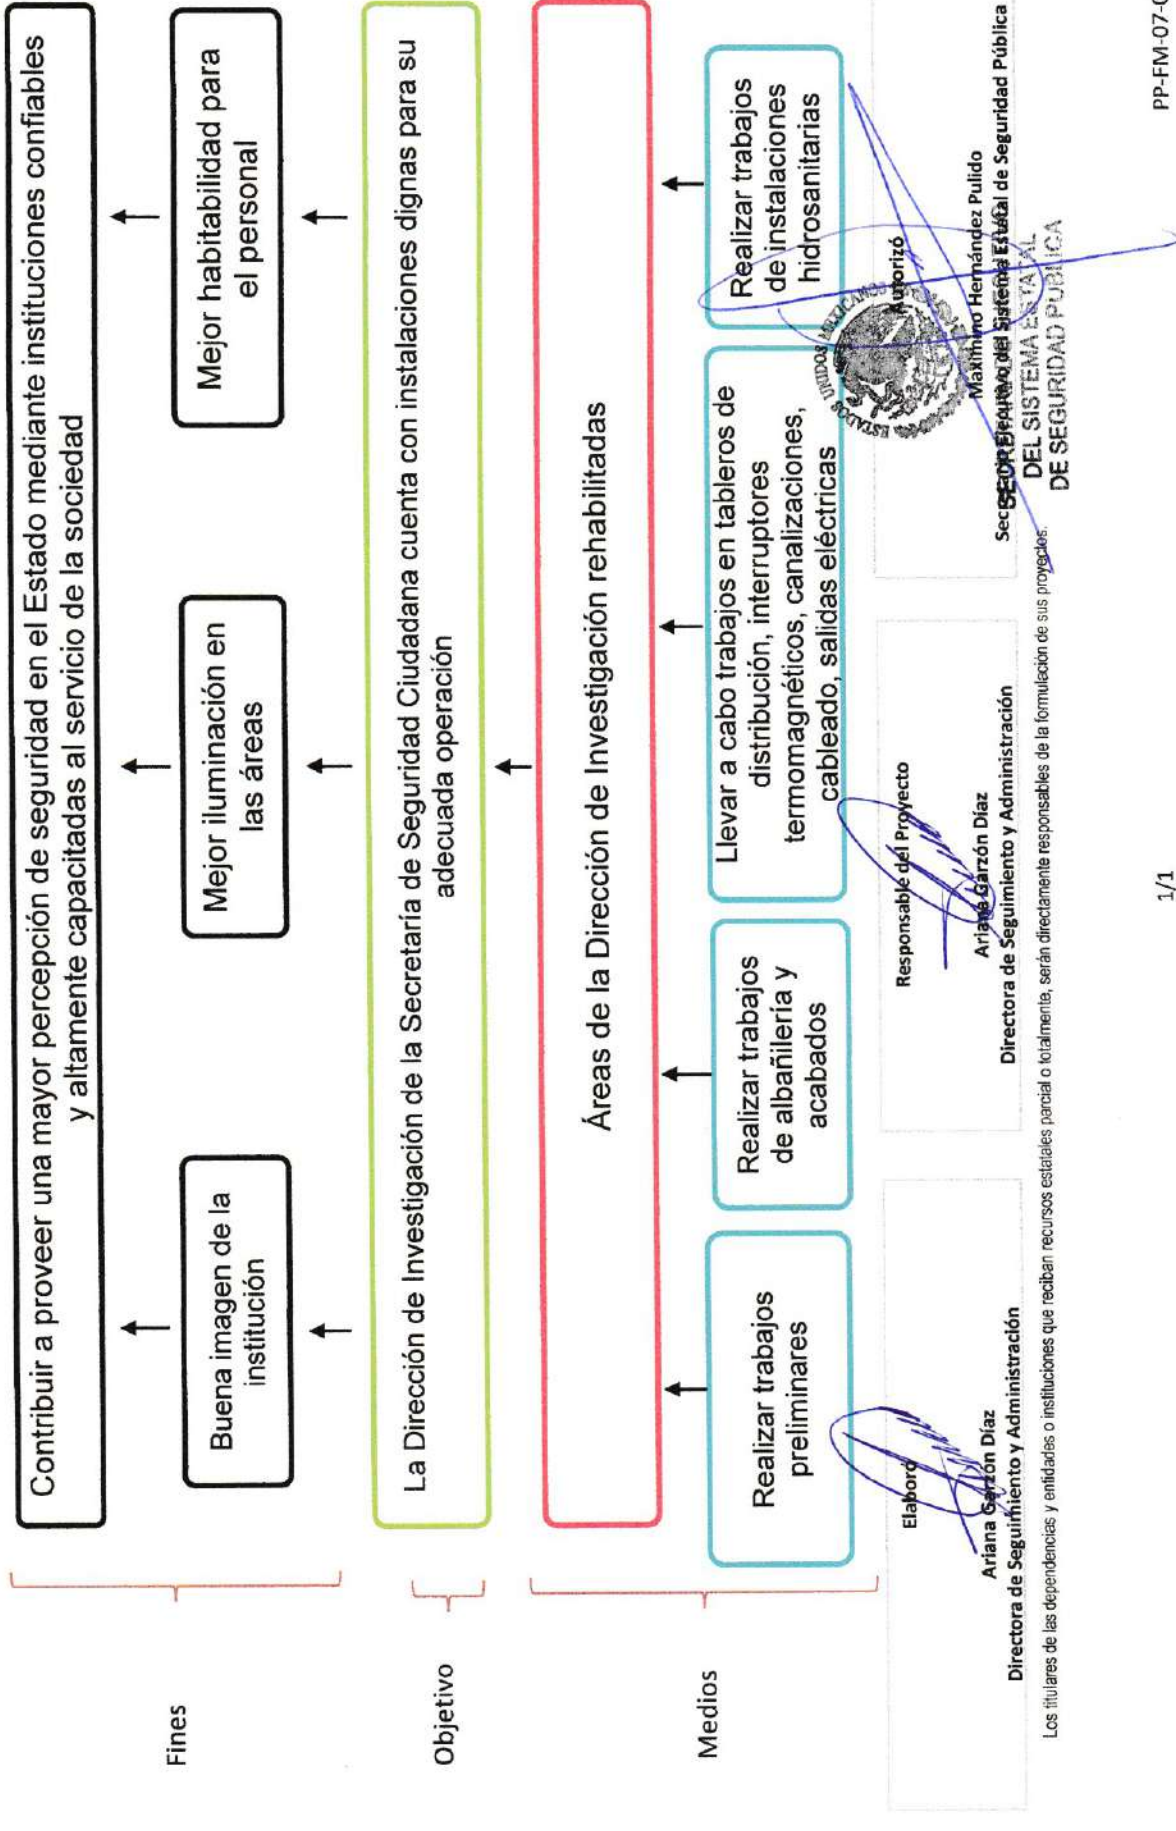 Contribuir a proveer una mayor percepción de seguridad en el Estado mediante instituciones confiables
y altamente capacitadas al servicio de la sociedad
Fines
Buena imagen de la
institución
Mejor iluminación en
las áreas
Mejor habitabilidad para
el personal
Objetivo
La Dirección de Investigación de la Secretaría de Seguridad Ciudadana cuenta con instalaciones dignas para su
adecuada operación
Áreas de la Dirección de Investigación rehabilitadas
Medios
Realizar trabajos
preliminares
Realizar trabajos
de albañilería y
acabados
Llevar a cabo trabajos en tableros de
distribución, interruptores
termomagnéticos, canalizaciones,
cableado, salidas eléctricas
Realizar trabajos
de instalaciones
hidrosanitarias
Elaboró
Ariana Garzón Díaz
Directora de Seguimiento y Administración
Responsable del Proyecto
Ariana Garzón Díaz
Directora de Seguimiento y Administración
ESTADOS UNIDOS MEXICANOS
Autorizó
Maximino Hernández Pulido
Secretario Ejecutivo del Sistema Estatal de Seguridad Pública
DEL SISTEMA ESTATAL
DE SEGURIDAD PÚBLICA
Los titulares de las dependencias y entidades o instituciones que reciban recursos estatales parcial o totalmente, serán directamente responsables de la formulación de sus proyectos.
1/1
PP-FM-07-